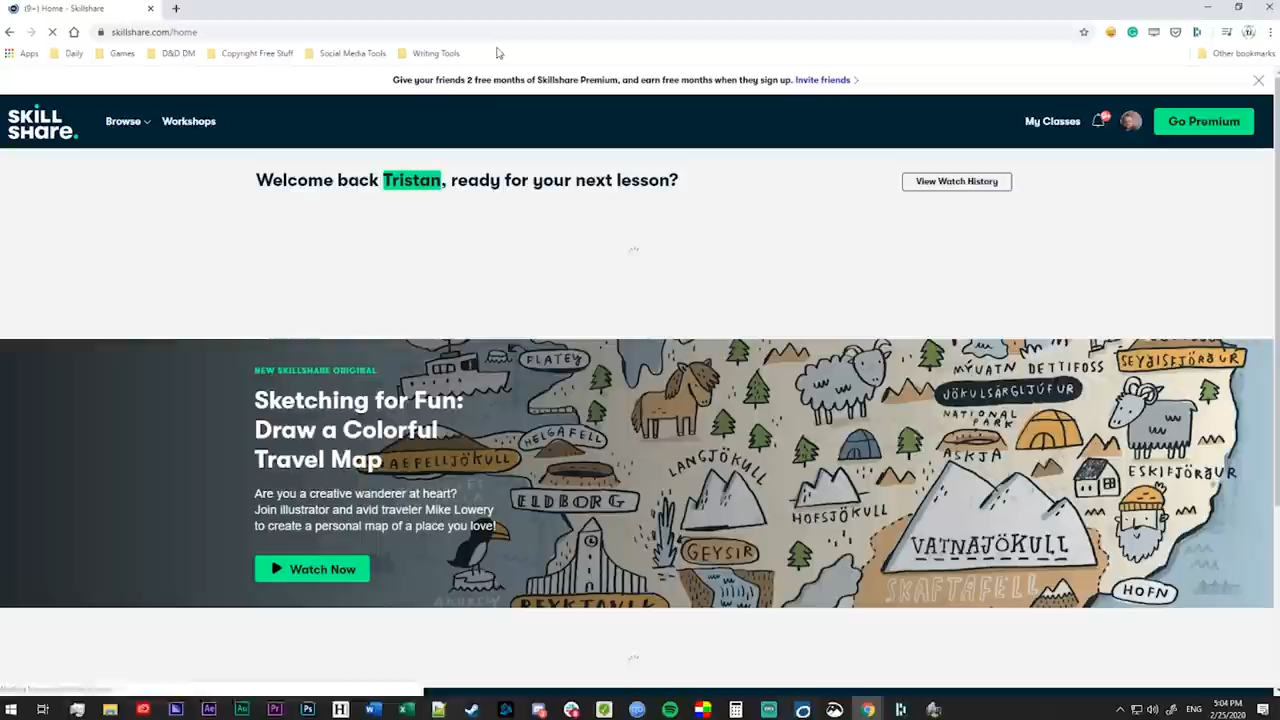 (9+) Home - Skillshare
skillshare.com/home
Apps
Daily
Games
D&D DM
Copyright Free Stuff
Social Media Tools
Writing Tools
Other bookmarks
Give your friends 2 free months of Skillshare Premium, and earn free months when they sign up. Invite friends
SKILL
SHARE.
Browe
Workshops
My Classes
Go Premium
Welcome back Tristan, ready for your next lesson?
View Watch History
NEW SKILLSHARE ORIGINAL
Sketching for Fun:
Draw a Colorful
Travel Map
Are you a creative wanderer at heart?
Join illustrator and avid traveler Mike Lowery
to create a personal map of a place you love!
Watch Now
FLATEY
HELGAFELL
ELDBORG
REYKJAVIK
LANGJÖKULL
GEYSIR
HOFSJÖKULL
MÝVATN DETTIFOSS
JÖKULSÁRGLJÚFUR
NATIONAL
PARK
ASKJA
SEYÐISFJÖRÐUR
ESKIFJÖRÐUR
VATNAJÖKULL
SKAFTAFELL
HOFN
ENG
5:04 PM
2/25/2020